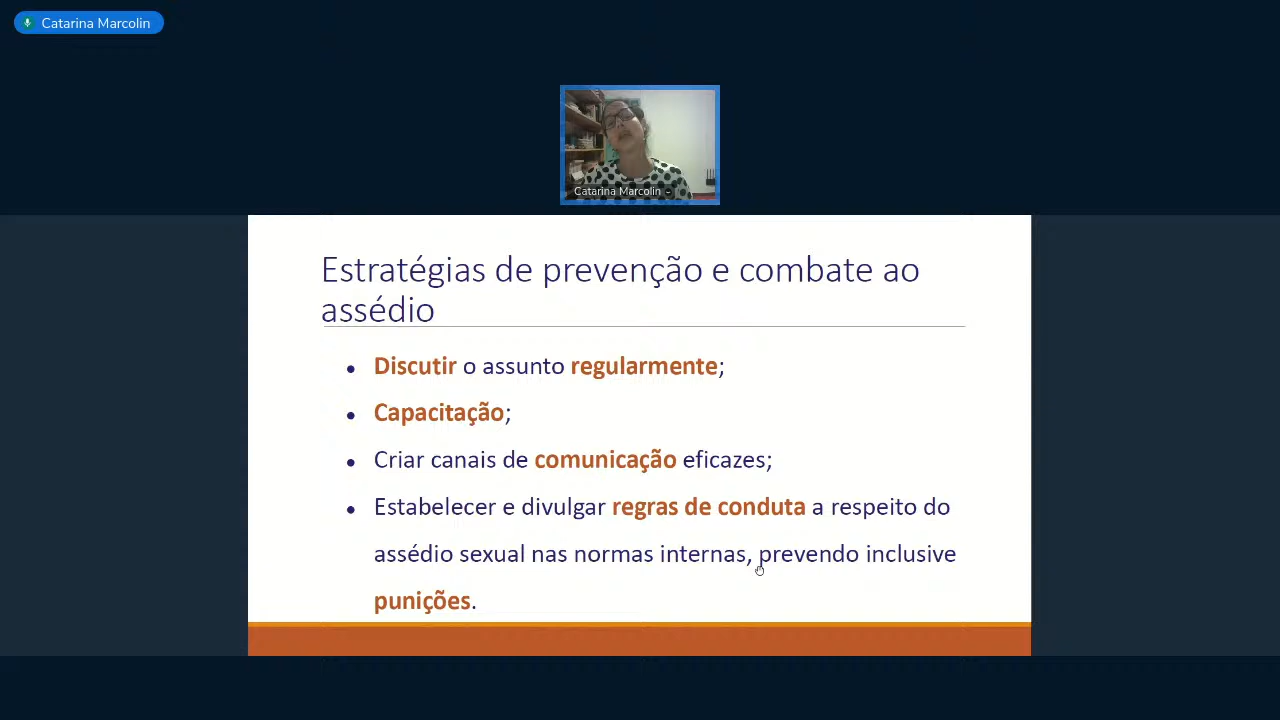 Catarina Marcolin
Catarina Marcolin
Estratégias de prevenção e combate ao
assédio
• Discutir o assunto regularmente;
• Capacitação;
• Criar canais de comunicação eficazes;
• Estabelecer e divulgar regras de conduta a respeito do
assédio sexual nas normas internas, prevendo inclusive
punições.